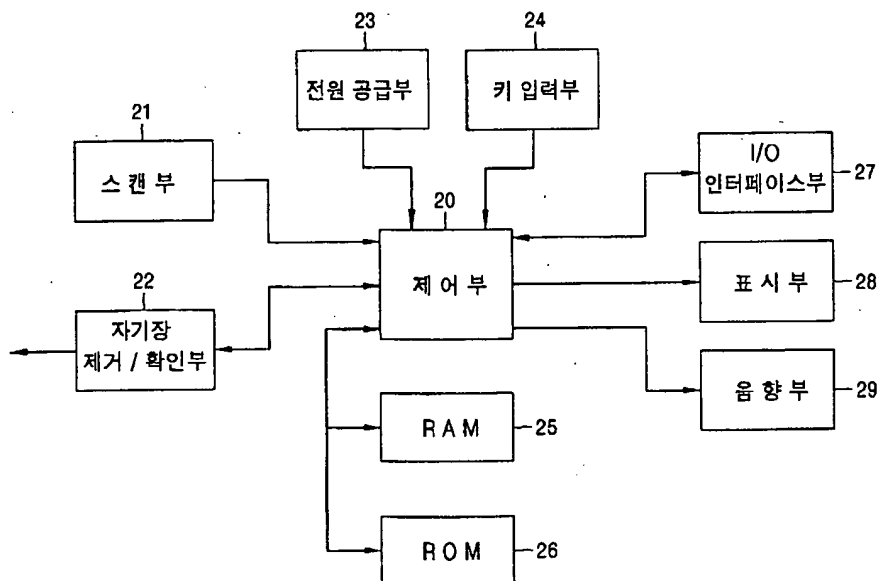 23
24
전원 공급부
키 입력부
21
스 캔 부
I/O
인터페이스부
27
20
제 어 부
표 시 부
28
22
자기장
제거 / 확인부
음 향 부
29
RAM
25
ROM
26